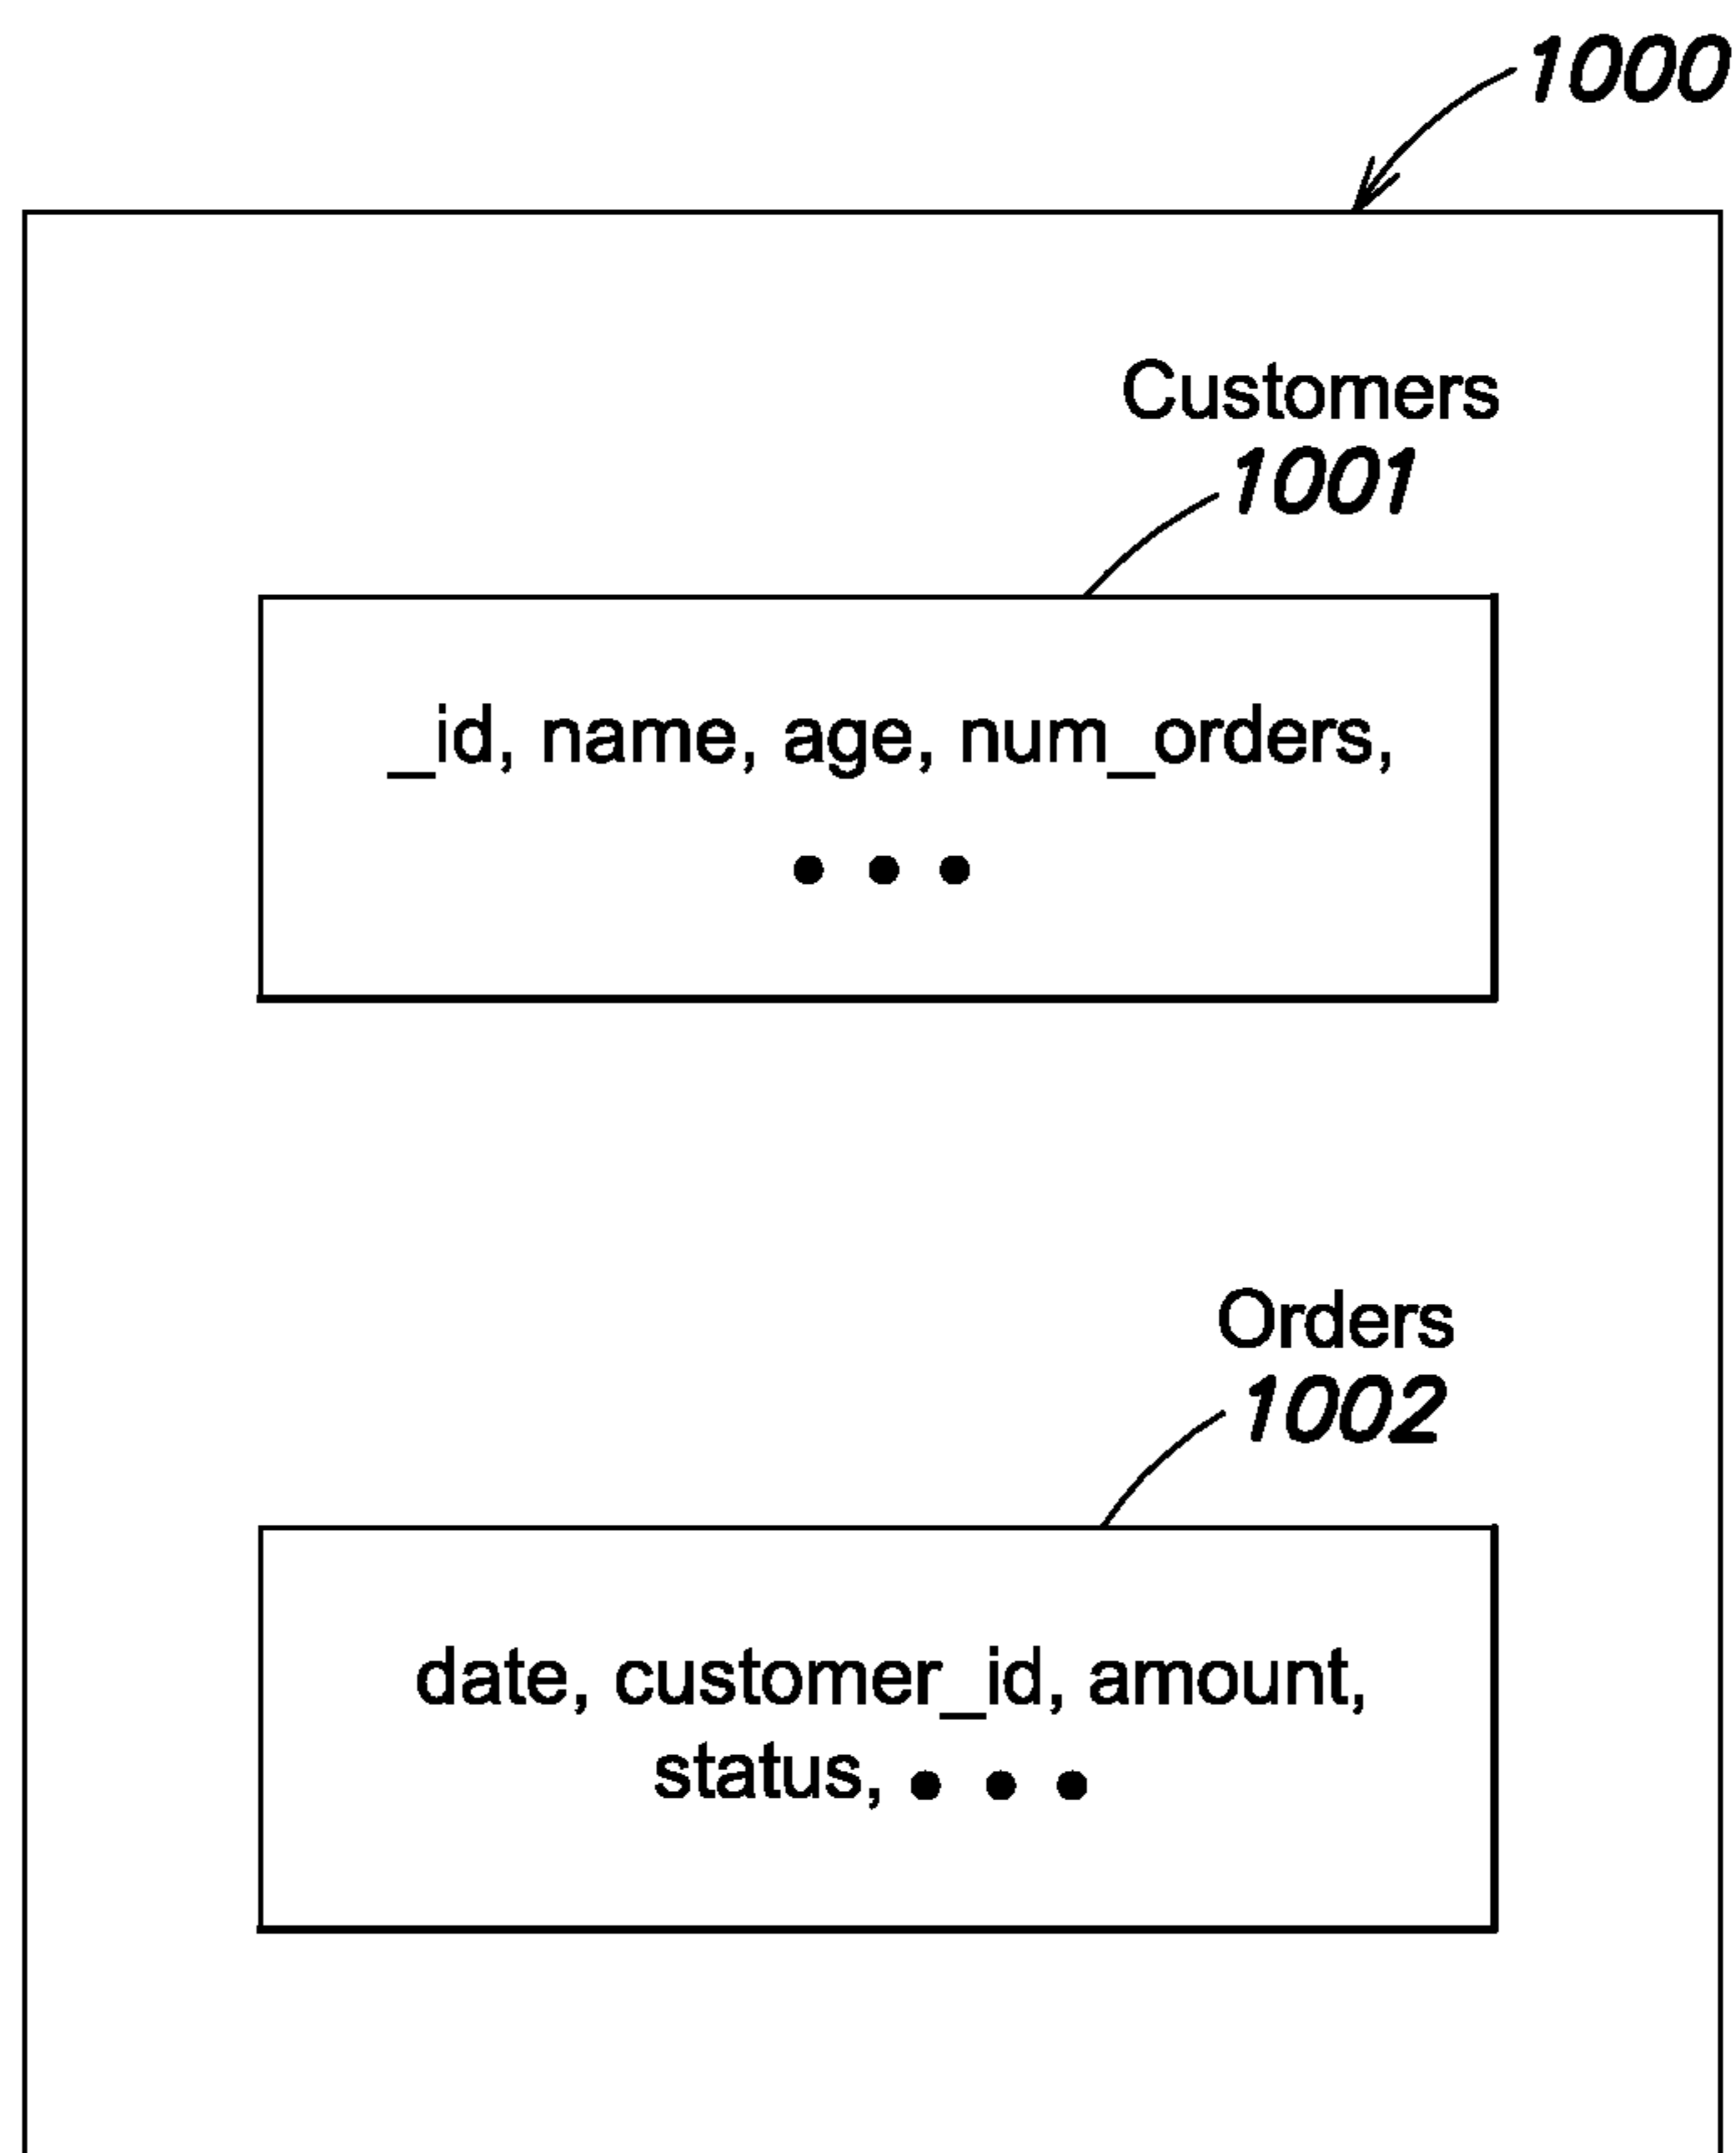 1000
Customers
1001
_id, name, age, num_orders,
• • •
Orders
1002
date, customer_id, amount,
status, • • •